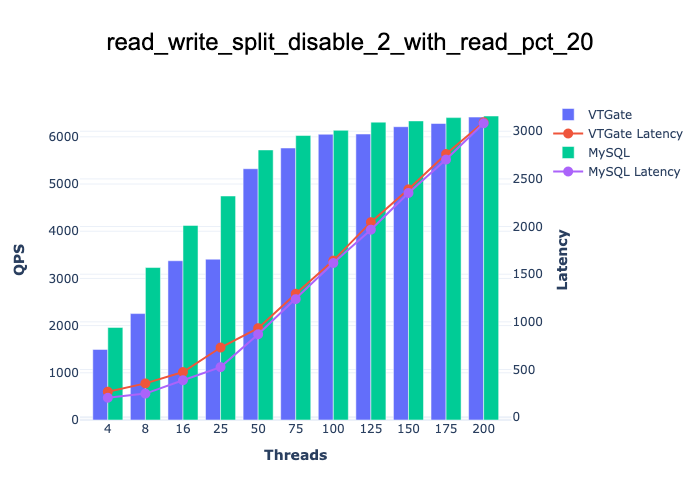 read_write_split_disable_2_with_read_pct_20
VTGate
VTGate Latency
MySQL
MySQL Latency
6000
5000
4000
3000
2000
1000
0
QPS
3000
2500
2000
1500
1000
500
0
Latency
4 8 16 25 50 75 100 125 150 175 200
Threads